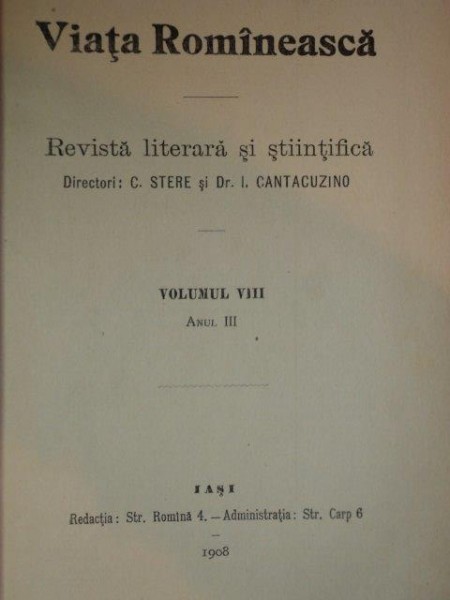 Viaţa Romînească
Revistă literară şi ştiinţifică
Directori: C. STERE şi Dr. I. CANTACUZINO
VOLUMUL VIII
ANUL III
IAŞI
Redacţia: Str. Romînă 4. — Administraţia: Str. Carp 6
1908